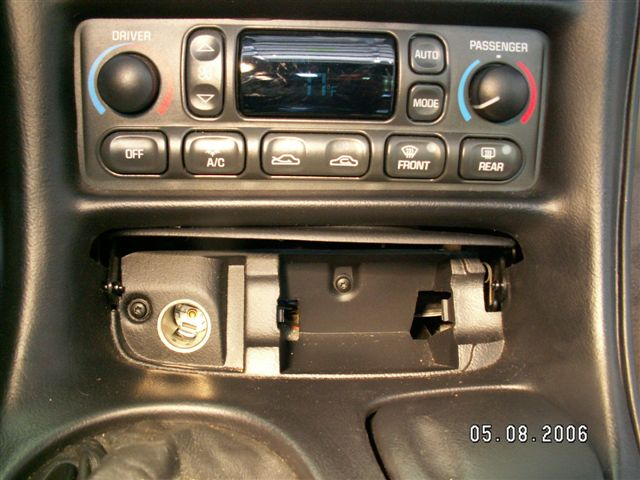 DRIVER
AUTO
PASSENGER
MODE
OFF
A/C
FRONT
REAR
05.08.2006